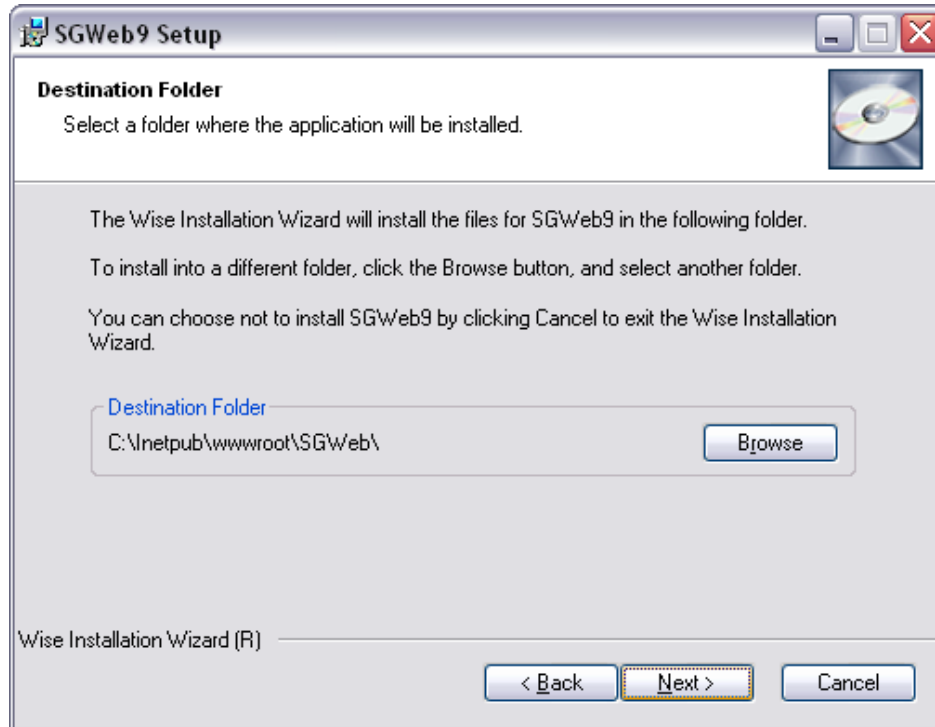 SGWeb9 Setup
Destination Folder
Select a folder where the application will be installed.
The Wise Installation Wizard will install the files for SGWeb9 in the following folder.
To install into a different folder, click the Browse button, and select another folder.
You can choose not to install SGWeb9 by clicking Cancel to exit the Wise Installation
Wizard.
Destination Folder
C:\Inetpub\wwwroot\SGWeb\
Browse
Wise Installation Wizard (R)
< Back
Next >
Cancel